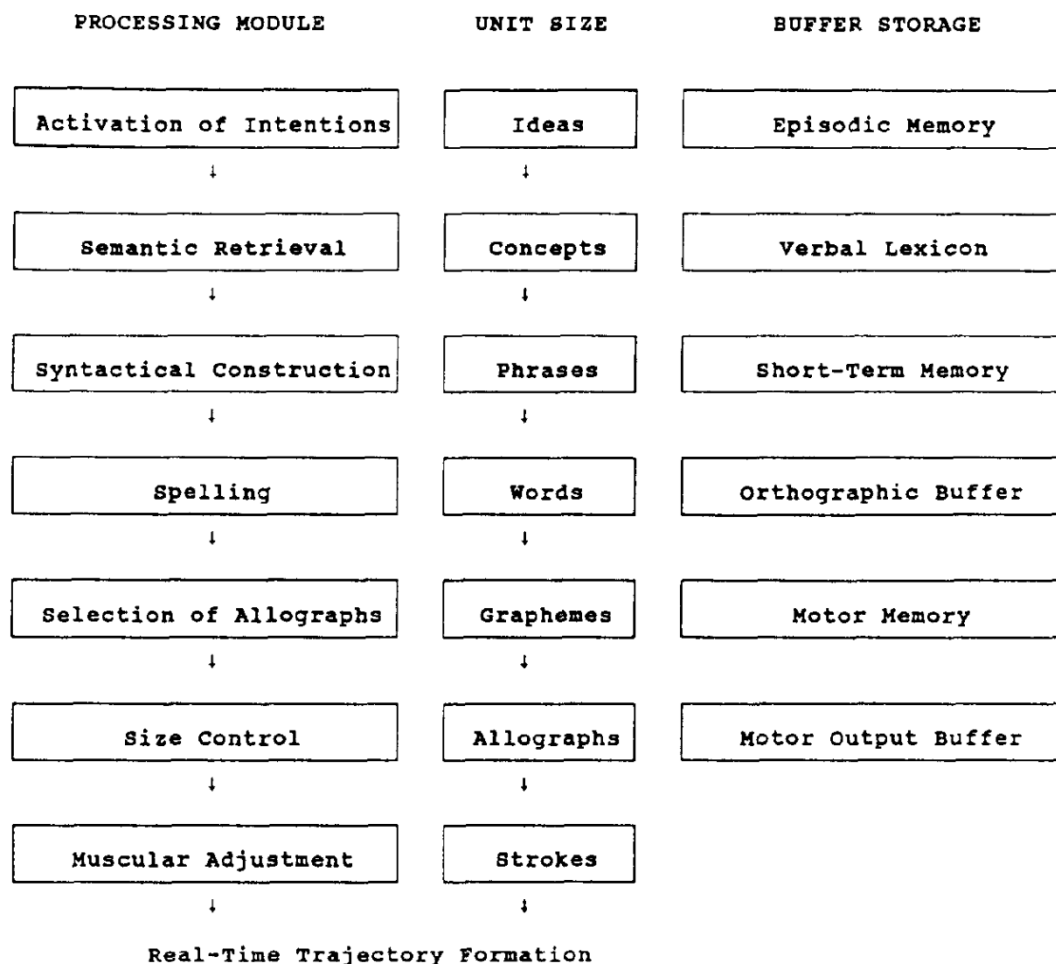 PROCESSING MODULE UNIT SIZE BUFFER STORAGE
Activation of Intentions Ideas Episodic Memory
↓ ↓
Semantic Retrieval Concepts Verbal Lexicon
↓ ↓
Syntactical Construction Phrases Short-Term Memory
↓ ↓
Spelling Words Orthographic Buffer
↓ ↓
Selection of Allographs Graphemes Motor Memory
↓ ↓
Size Control Allographs Motor Output Buffer
↓ ↓
Muscular Adjustment Strokes
↓ ↓
Real-Time Trajectory Formation